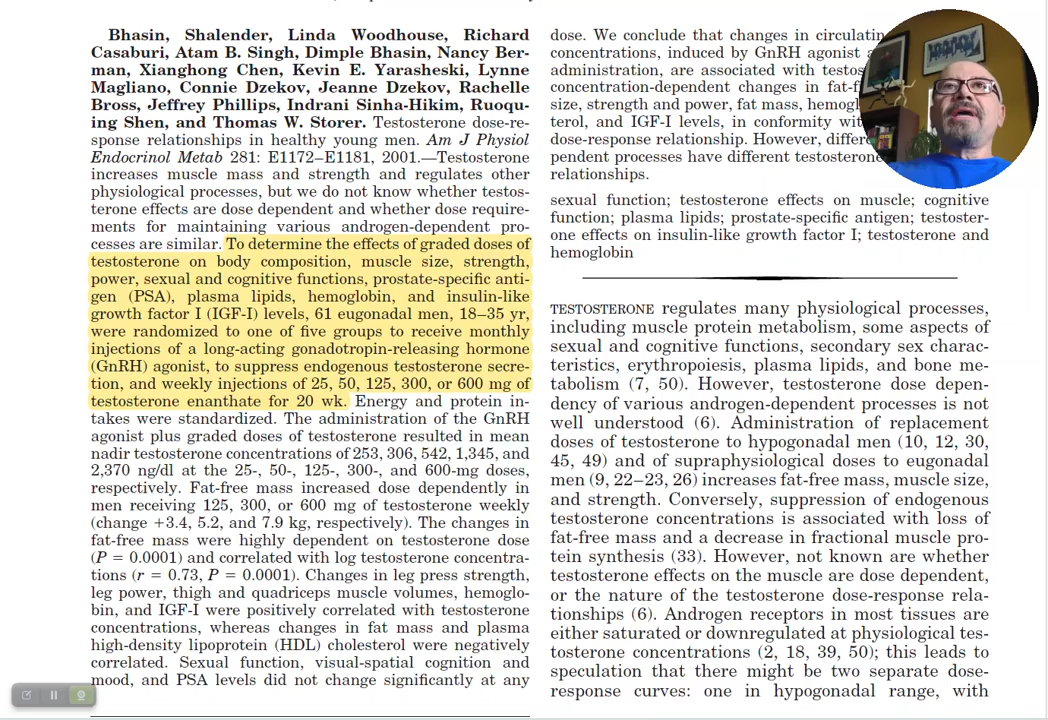 Bhasin, Shalender, Linda Woodhouse, Richard
Casaburi, Atam B. Singh, Dimple Bhasin, Nancy Ber-
man, Xianghong Chen, Kevin E. Yarasheski, Lynne
Magliano, Connie Dzekov, Jeanne Dzekov, Rachelle
Bross, Jeffrey Phillips, Indrani Sinha-Hikim, Ruoqu-
ing Shen, and Thomas W. Storer. Testosterone dose-re-
sponse relationships in healthy young men. Am J Physiol
Endocrinol Metab 281: E1172–E1181, 2001.—Testosterone
increases muscle mass and strength and regulates other
physiological processes, but we do not know whether testos-
terone effects are dose dependent and whether dose require-
ments for maintaining various androgen-dependent pro-
cesses are similar. To determine the effects of graded doses of
testosterone on body composition, muscle size, strength,
power, sexual and cognitive functions, prostate-specific anti-
gen (PSA), plasma lipids, hemoglobin, and insulin-like
growth factor I (IGF-I) levels, 61 eugonadal men, 18–35 yr,
were randomized to one of five groups to receive monthly
injections of a long-acting gonadotropin-releasing hormone
(GnRH) agonist, to suppress endogenous testosterone secre-
tion, and weekly injections of 25, 50, 125, 300, or 600 mg of
testosterone enanthate for 20 wk. Energy and protein in-
takes were standardized. The administration of the GnRH
agonist plus graded doses of testosterone resulted in mean
nadir testosterone concentrations of 253, 306, 542, 1,345, and
2,370 ng/dl at the 25-, 50-, 125-, 300-, and 600-mg doses,
respectively. Fat-free mass increased dose dependently in
men receiving 125, 300, or 600 mg of testosterone weekly
(change +3.4, 5.2, and 7.9 kg, respectively). The changes in
fat-free mass were highly dependent on testosterone dose
(P = 0.0001) and correlated with log testosterone concentra-
tions (r = 0.73, P = 0.0001). Changes in leg press strength,
leg power, thigh and quadriceps muscle volumes, hemoglo-
bin, and IGF-I were positively correlated with testosterone
concentrations, whereas changes in fat mass and plasma
high-density lipoprotein (HDL) cholesterol were negatively
correlated. Sexual function, visual-spatial cognition and
mood, and PSA levels did not change significantly at any
dose. We conclude that changes in circulatin
concentrations, induced by GnRH agonist
administration, are associated with testos
concentration-dependent changes in fat-f
size, strength and power, fat mass, hemogl
terol, and IGF-I levels, in conformity wit
dose-response relationship. However, differe
pendent processes have different testosterone
relationships.
sexual function; testosterone effects on muscle; cognitive
function; plasma lipids; prostate-specific antigen; testoster-
one effects on insulin-like growth factor I; testosterone and
hemoglobin
TESTOSTERONE regulates many physiological processes,
including muscle protein metabolism, some aspects of
sexual and cognitive functions, secondary sex charac-
teristics, erythropoiesis, plasma lipids, and bone me-
tabolism (7, 50). However, testosterone dose depen-
dency of various androgen-dependent processes is not
well understood (6). Administration of replacement
doses of testosterone to hypogonadal men (10, 12, 30,
45, 49) and of supraphysiological doses to eugonadal
men (9, 22–23, 26) increases fat-free mass, muscle size,
and strength. Conversely, suppression of endogenous
testosterone concentrations is associated with loss of
fat-free mass and a decrease in fractional muscle pro-
tein synthesis (33). However, not known are whether
testosterone effects on the muscle are dose dependent,
or the nature of the testosterone dose-response rela-
tionships (6). Androgen receptors in most tissues are
either saturated or downregulated at physiological tes-
tosterone concentrations (2, 18, 39, 50); this leads to
speculation that there might be two separate dose-
response curves: one in hypogonadal range, with